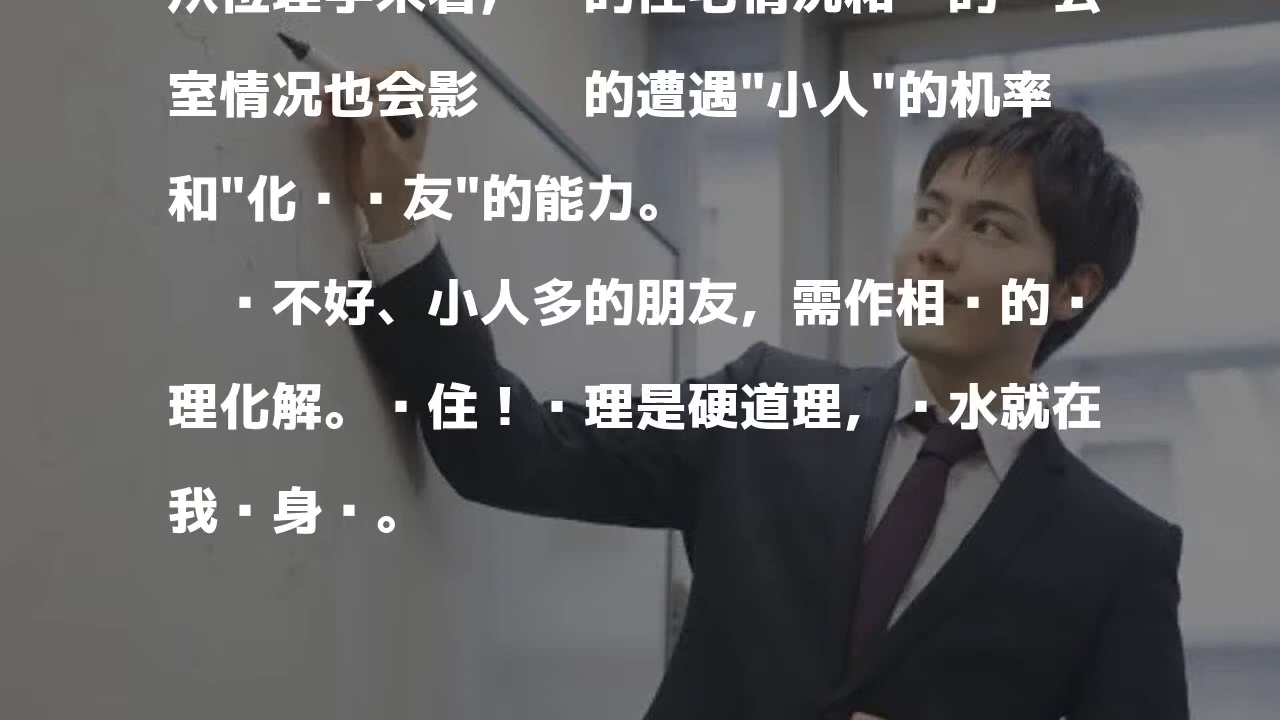 室情况也会影 的遭遇"小人"的机率
和"化··友"的能力。
·不好、小人多的朋友，需作相·的·
理化解。·住！·理是硬道理，·水就在
我·身·。